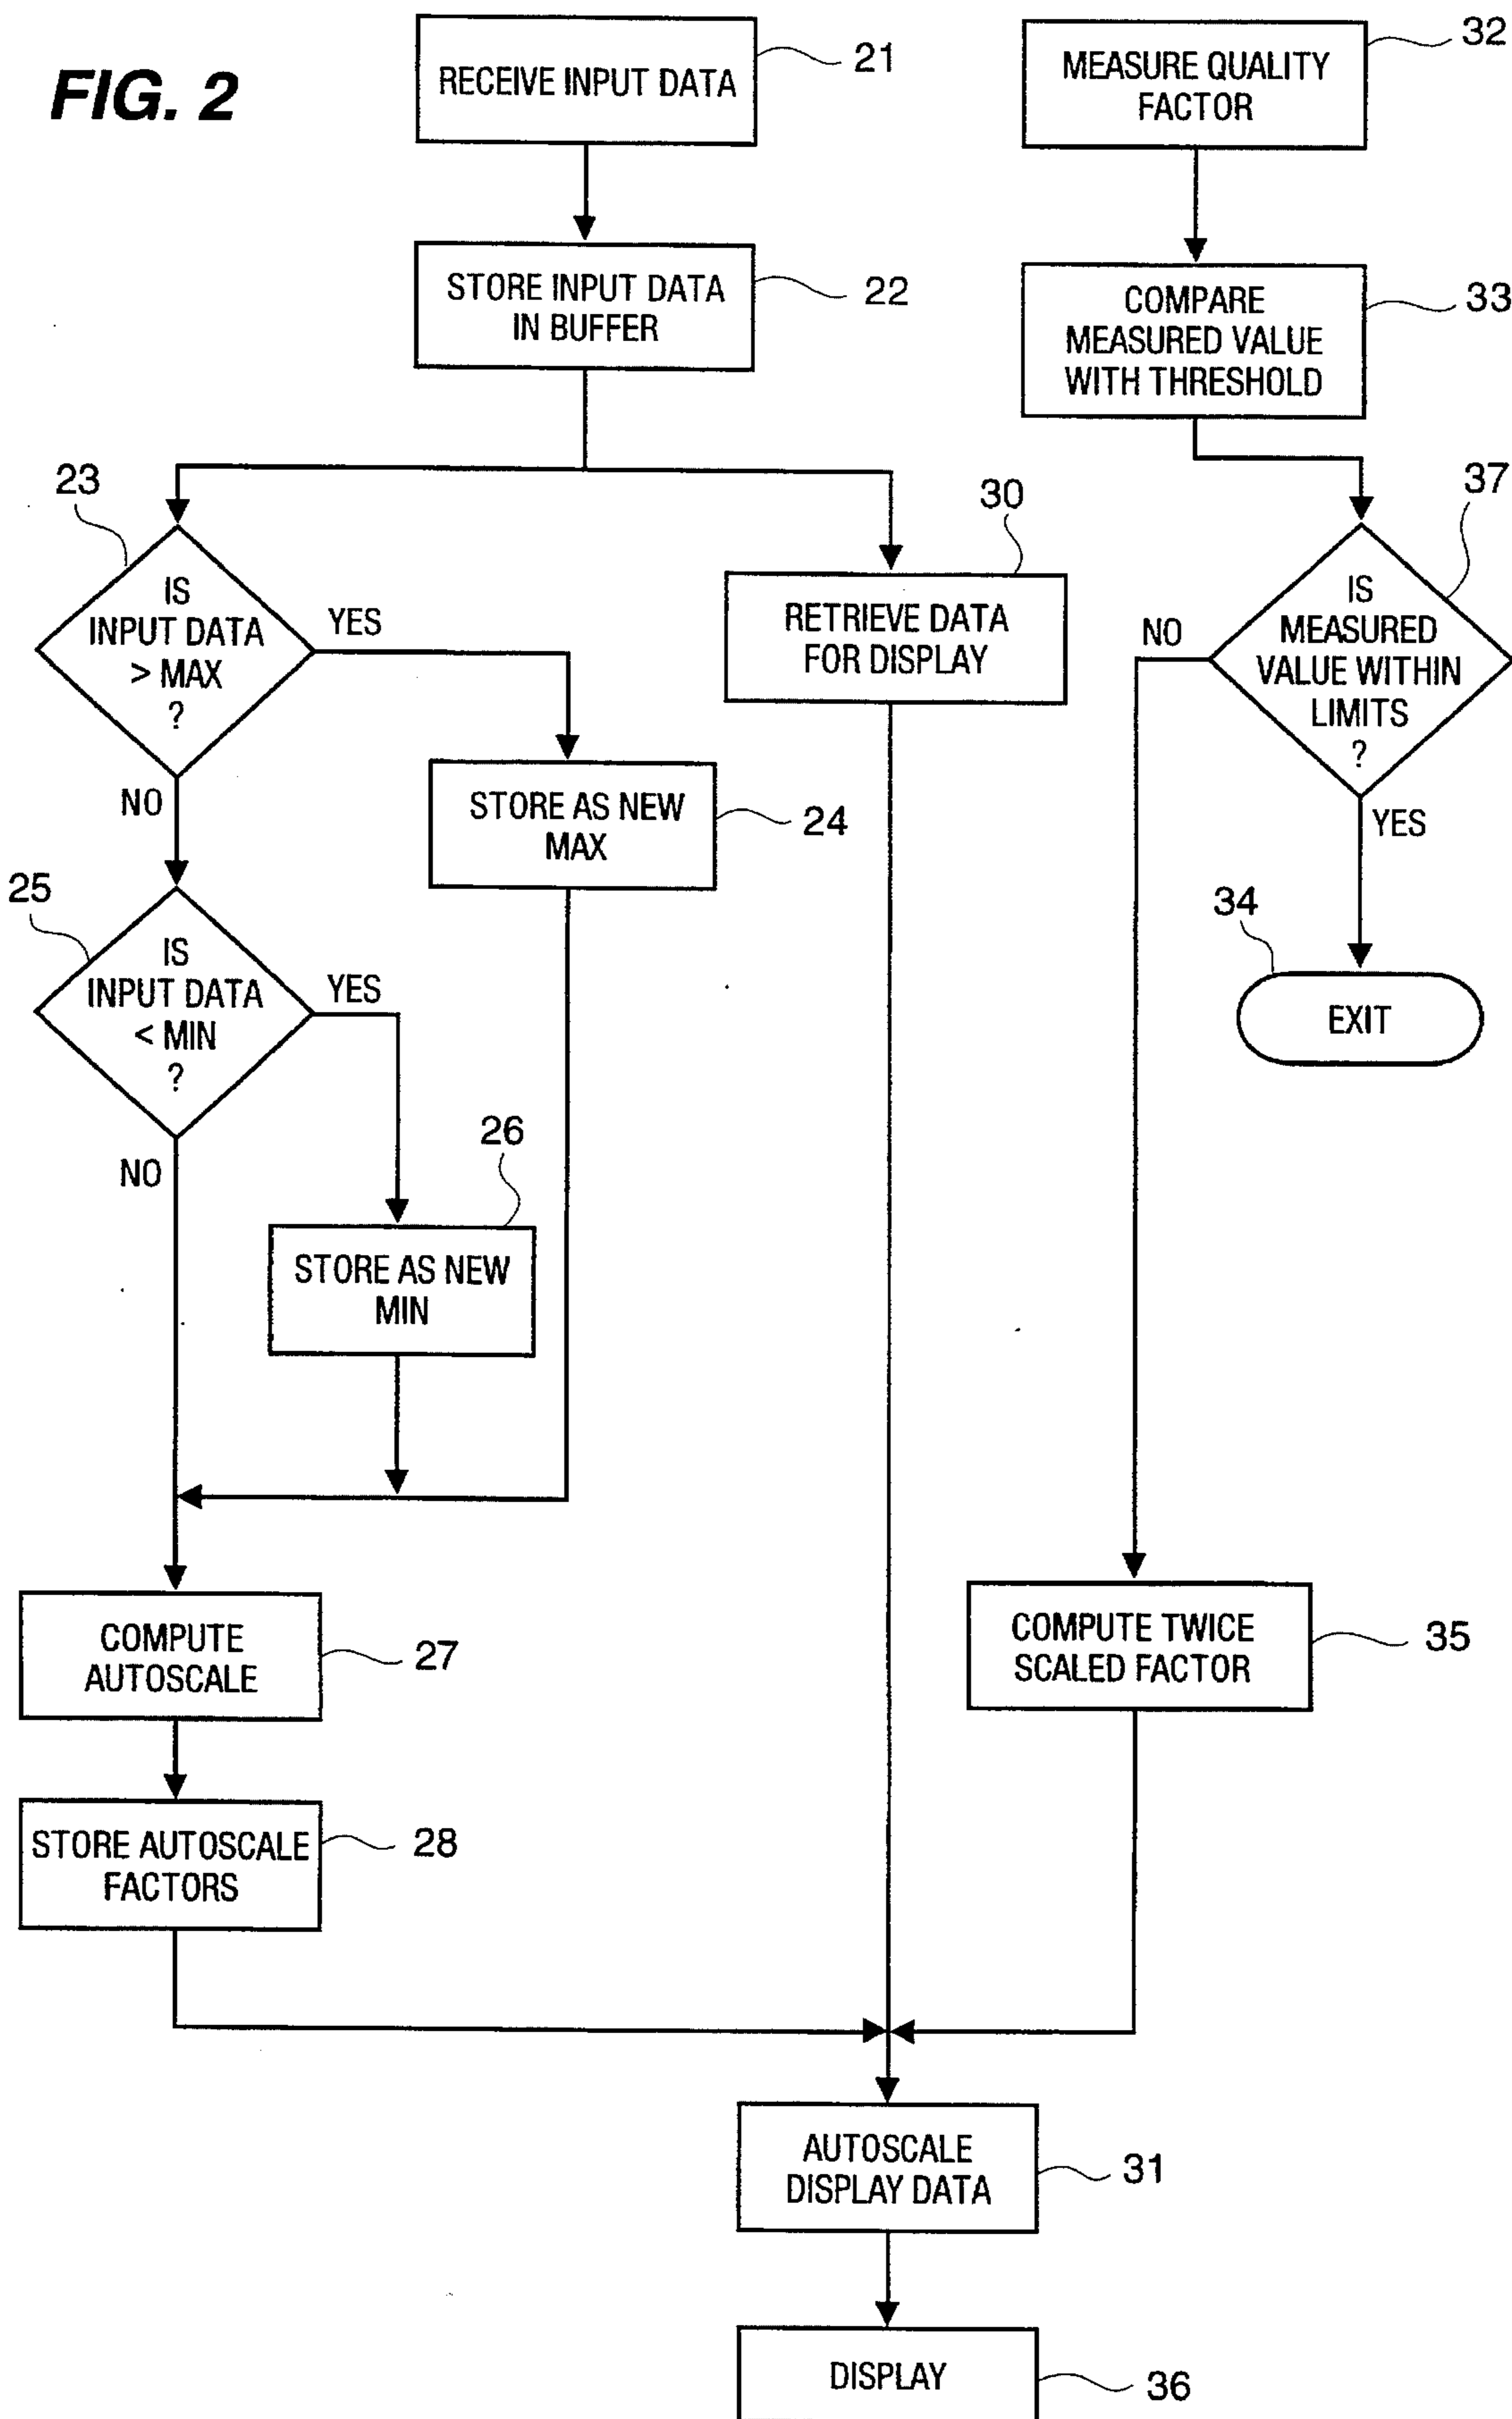 FIG. 2
RECEIVE INPUT DATA
21
STORE INPUT DATA
IN BUFFER
22
23
IS
INPUT DATA
> MAX
?
YES
NO
STORE AS NEW
MAX
24
25
IS
INPUT DATA
< MIN
?
YES
NO
26
STORE AS NEW
MIN
COMPUTE
AUTOSCALE
27
STORE AUTOSCALE
FACTORS
28
30
RETRIEVE DATA
FOR DISPLAY
MEASURE QUALITY
FACTOR
32
COMPARE
MEASURED VALUE
WITH THRESHOLD
33
37
IS
MEASURED
VALUE WITHIN
LIMITS
?
NO
YES
34
EXIT
COMPUTE TWICE
SCALED FACTOR
35
AUTOSCALE
DISPLAY DATA
31
DISPLAY
36